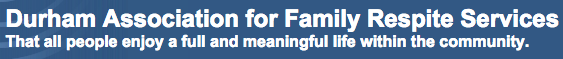 Durham Association for Family Respite Services
That all people enjoy a full and meaningful life within the community.